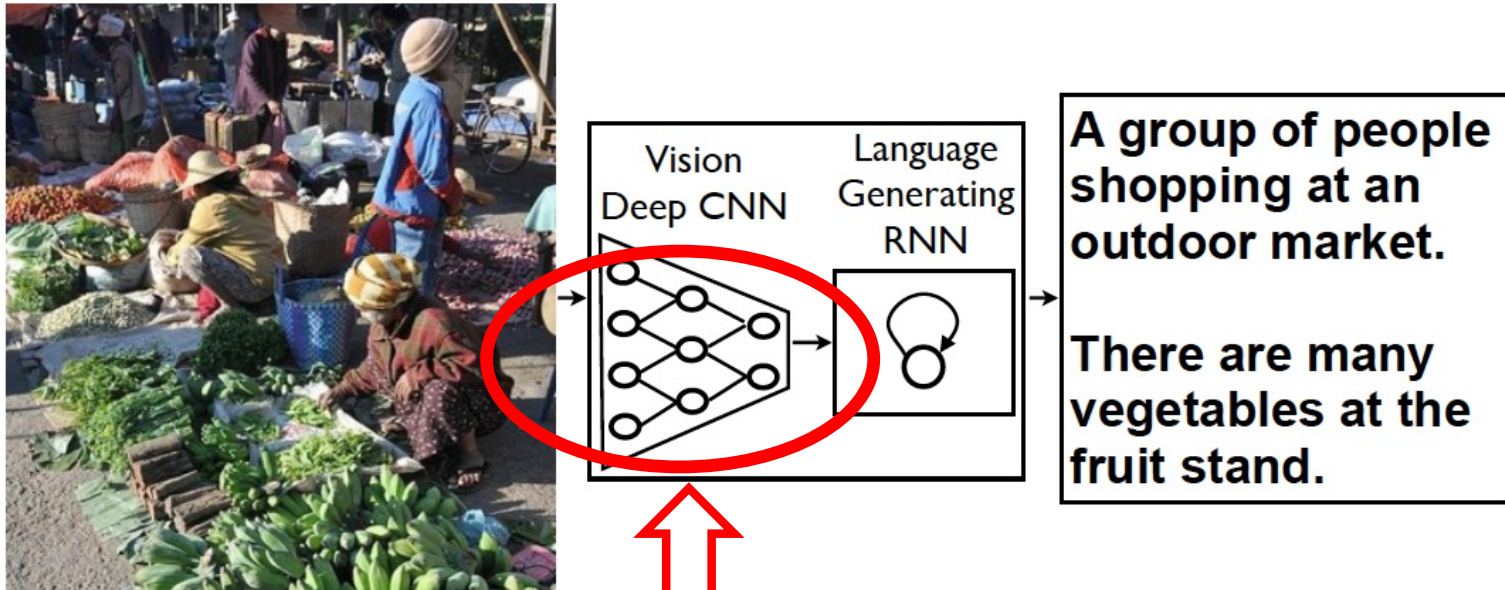 Vision
Deep CNN
Language
Generating
RNN
A group of people
shopping at an
outdoor market.
There are many
vegetables at the
fruit stand.